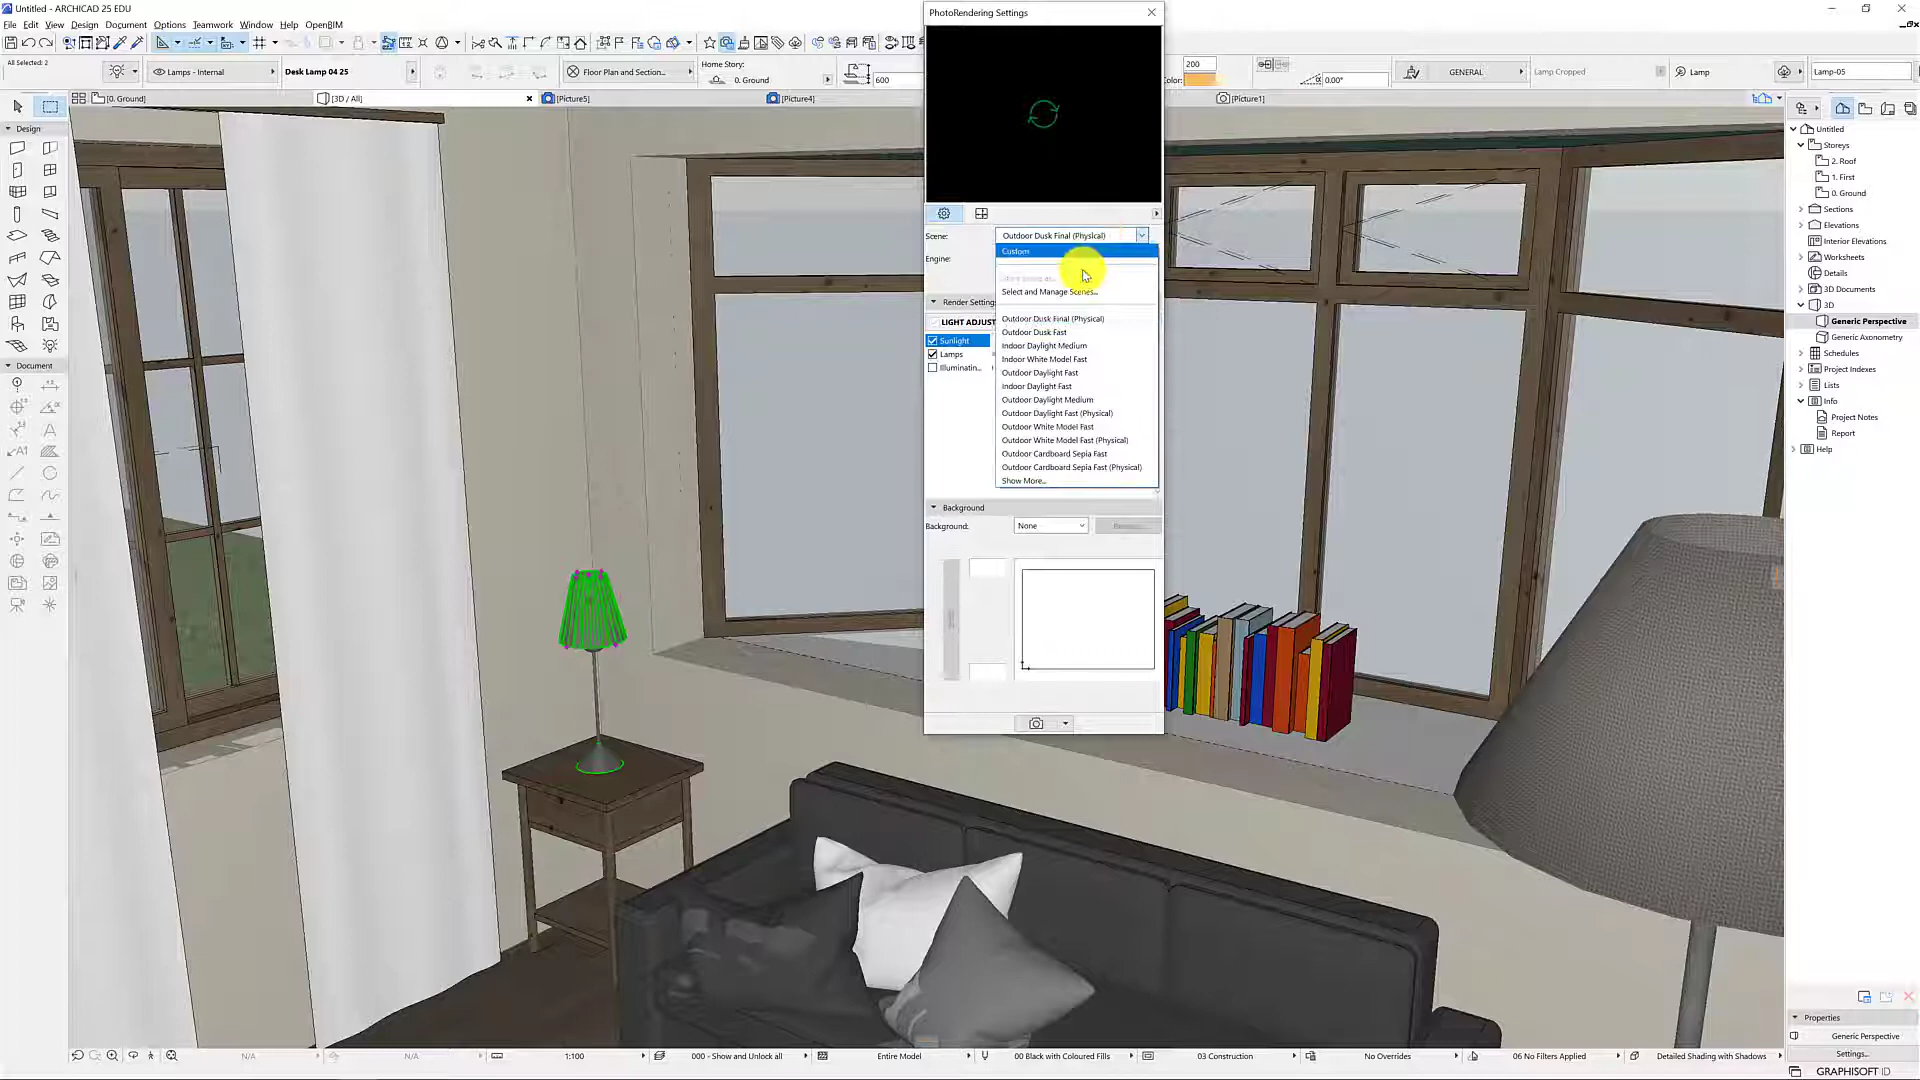 Untitled - ARCHICAD 25 EDU
File Edit View Design Document Options Teamwork Window Help OpenBIM
All Selected: 2
Lamps - Internal
Desk Lamp 04 25
Floor Plan and Section...
Home Story:
0. Ground
600
200
Color:
0.00°
GENERAL
Lamp Cropped
Lamp
Lamp-05
[0. Ground]
[3D / All]
[Picture5]
[Picture4]
[Picture1]
Design
Document
PhotoRendering Settings
Scene:
Outdoor Dusk Final (Physical)
Engine:
Custom
Select and Manage Scenes...
Outdoor Dusk Final (Physical)
Outdoor Dusk Fast
Indoor Daylight Medium
Indoor White Model Fast
Outdoor Daylight Fast
Indoor Daylight Fast
Outdoor Daylight Medium
Outdoor Daylight Fast (Physical)
Outdoor White Model Fast
Outdoor White Model Fast (Physical)
Outdoor Cardboard Sepia Fast
Outdoor Cardboard Sepia Fast (Physical)
Show More...
Render Setting
LIGHT ADJUST
Sunlight
Lamps
Illuminatin...
Background
Background:
None
Untitled
Storeys
2. Roof
1. First
0. Ground
Sections
Elevations
Interior Elevations
Worksheets
Details
3D Documents
3D
Generic Perspective
Generic Axonometry
Schedules
Project Indexes
Lists
Info
Project Notes
Report
Help
Properties
Generic Perspective
Settings...
GRAPHISOFT ID
N/A
N/A
1:100
000 - Show and Unlock all
Entire Model
00 Black with Coloured Fills
03 Construction
No Overrides
06 No Filters Applied
Detailed Shading with Shadows